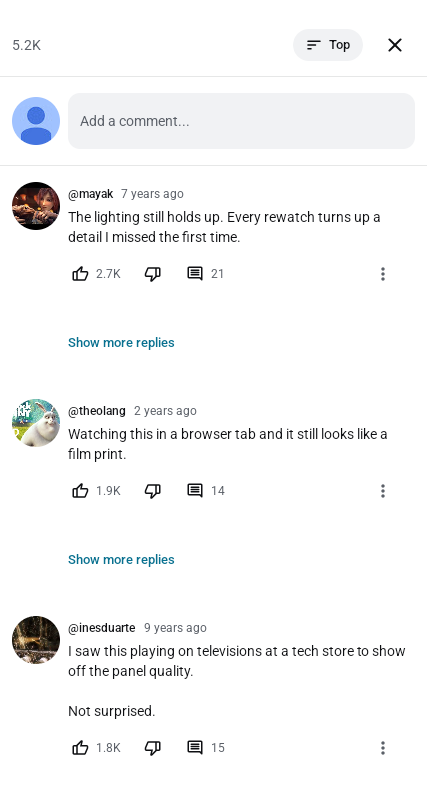 5.2K
Top
Add a comment...
@mayak 7 years ago
The lighting still holds up. Every rewatch turns up a
detail I missed the first time.
2.7K 21
Show more replies
@theolang 2 years ago
Watching this in a browser tab and it still looks like a
film print.
1.9K 14
Show more replies
@inesduarte 9 years ago
I saw this playing on televisions at a tech store to show
off the panel quality.
Not surprised.
1.8K 15